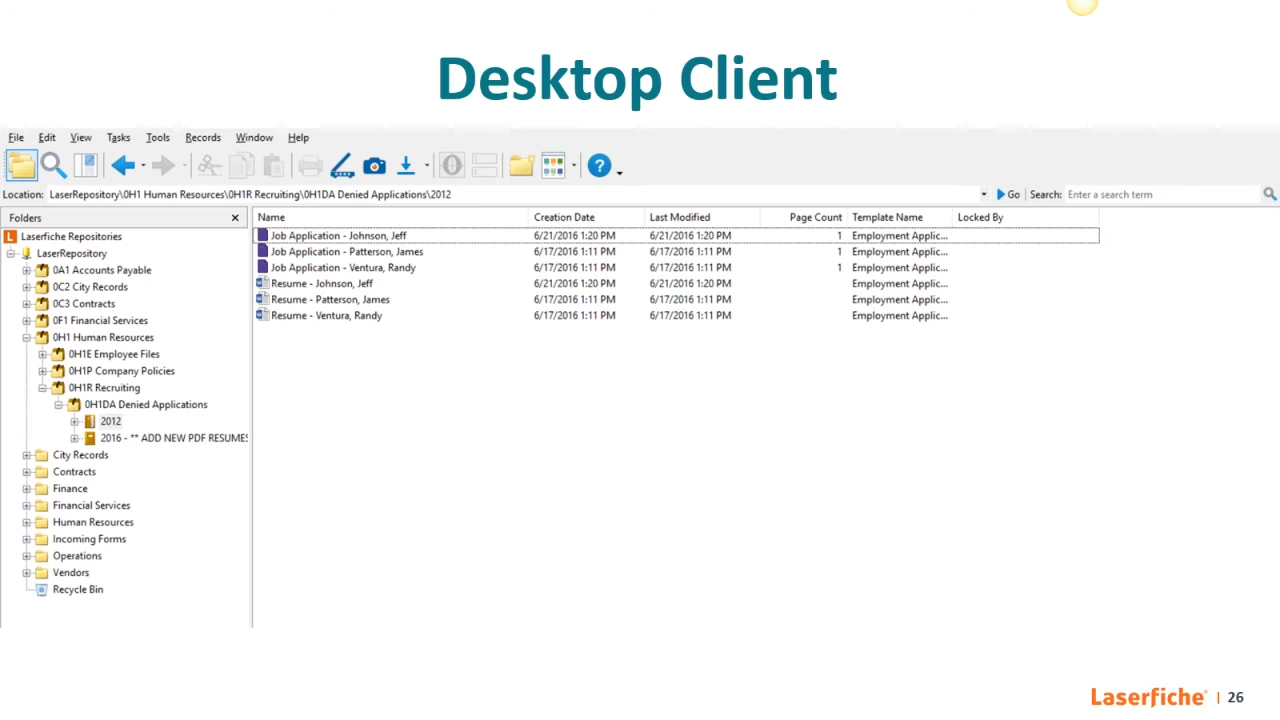 Desktop Client
File Edit View Tasks Tools Records Window Help
Location: LaserRepository\0H1 Human Resources\0H1R Recruiting\0H1DA Denied Applications\2012 Go Search: Enter a search term
Folders
Laserfiche Repositories
LaserRepository
0A1 Accounts Payable
0C2 City Records
0C3 Contracts
0F1 Financial Services
0H1 Human Resources
0H1E Employee Files
0H1P Company Policies
0H1R Recruiting
0H1DA Denied Applications
2012
2016 - ** ADD NEW PDF RESUMES
City Records
Contracts
Finance
Financial Services
Human Resources
Incoming Forms
Operations
Vendors
Recycle Bin
Name Creation Date Last Modified Page Count Template Name Locked By
Job Application - Johnson, Jeff 6/21/2016 1:20 PM 6/21/2016 1:20 PM 1 Employment Applic...
Job Application - Patterson, James 6/17/2016 1:11 PM 6/17/2016 1:11 PM 1 Employment Applic...
Job Application - Ventura, Randy 6/17/2016 1:11 PM 6/17/2016 1:11 PM 1 Employment Applic...
Resume - Johnson, Jeff 6/21/2016 1:20 PM 6/21/2016 1:20 PM Employment Applic...
Resume - Patterson, James 6/17/2016 1:11 PM 6/17/2016 1:11 PM Employment Applic...
Resume - Ventura, Randy 6/17/2016 1:11 PM 6/17/2016 1:11 PM Employment Applic...
Laserfiche® | 26